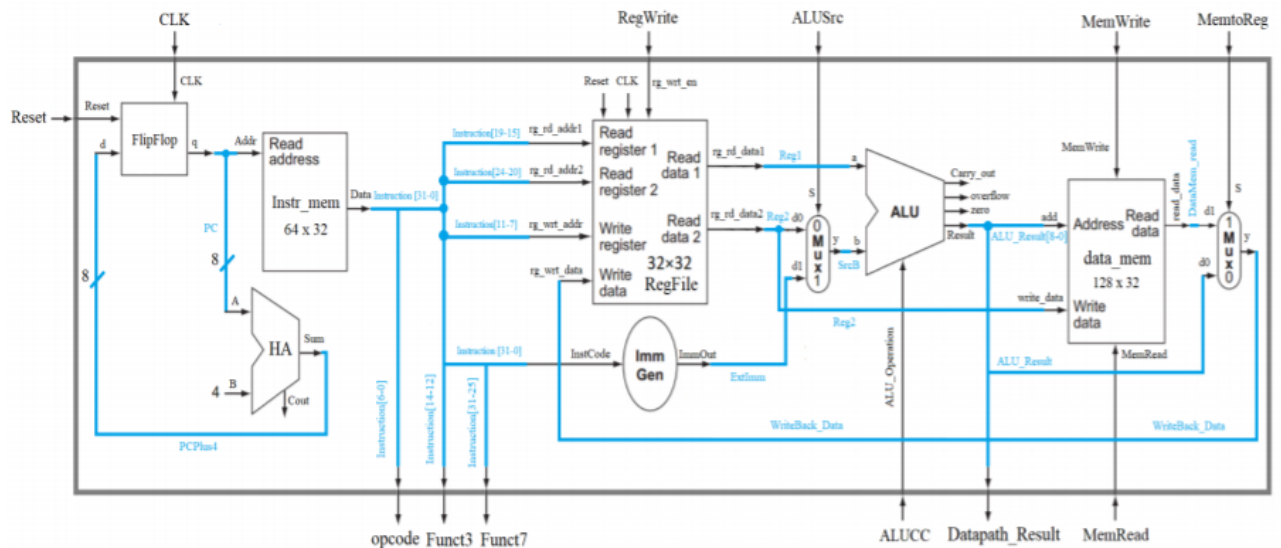 CLK
RegWrite
ALUSrc
MemWrite
MemtoReg
CLK
Reset CLK rg_wrt_en
Reset
Reset
FlipFlop
d
q
Addr
Read
address
Instr_mem
64 x 32
Data
Instruction [31-0]
PC
8
8
A
HA
Sum
4
B
Cout
PCPlus4
Instruction[19-15]
rg_rd_addr1
Instruction[24-20]
rg_rd_addr2
Instruction[11-7]
rg_wrt_addr
rg_wrt_data
Read
register 1
Read
register 2
Write
register
Write
data
Read
data 1
Read
data 2
32×32
RegFile
rg_rd_data1
Reg1
rg_rd_data2
Reg2
d0
d1
S
0
Mux
1
y
SrcB
a
b
ALU
Carry_out
overflow
zero
Result
ALU_Operation
add
ALU_Result[8-0]
MemWrite
Address
Read
data
data_mem
128 x 32
Write
data
write_data
Reg2
MemRead
read_data
DataMem_read
S
d1
d0
1
Mux
0
y
ALU_Result
Instruction[31-0]
InstCode
Imm
Gen
ImmOut
ExtImm
WriteBack_Data
WriteBack_Data
Instruction[6-0]
Instruction[14-12]
Instruction[31-25]
opcode Funct3 Funct7
ALUCC
Datapath_Result
MemRead